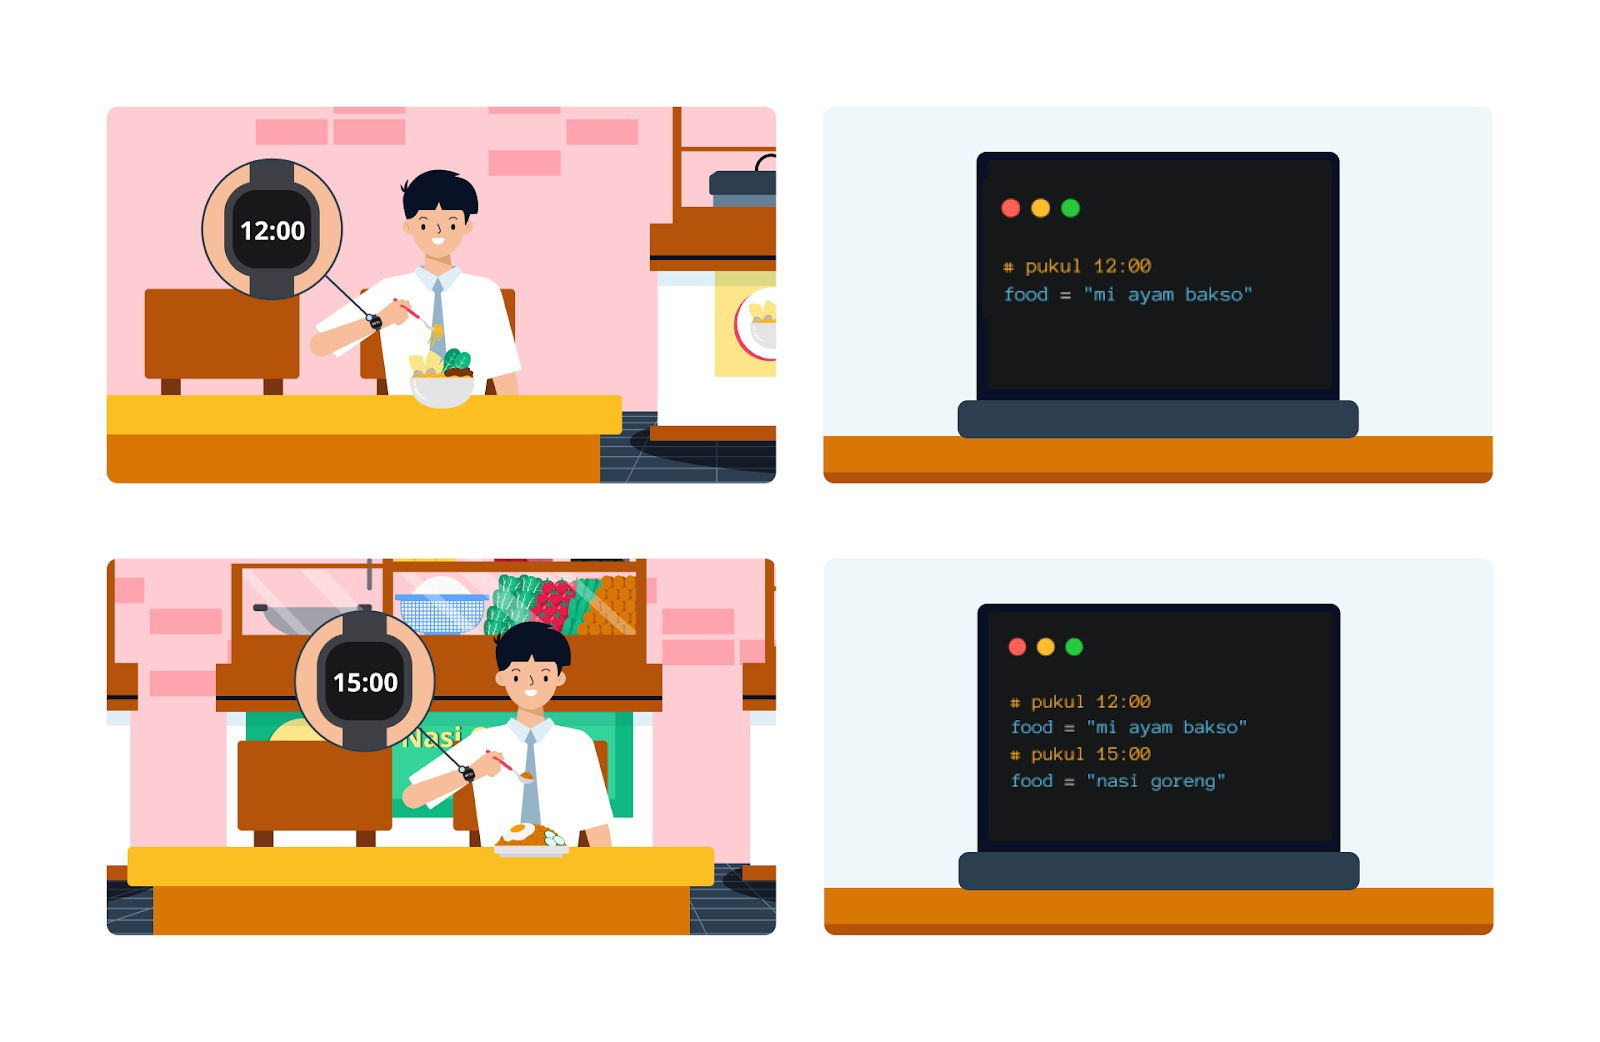 12:00
# pukul 12:00
food = "mi ayam bakso"
15:00
Nasi
# pukul 12:00
food = "mi ayam bakso"
# pukul 15:00
food = "nasi goreng"